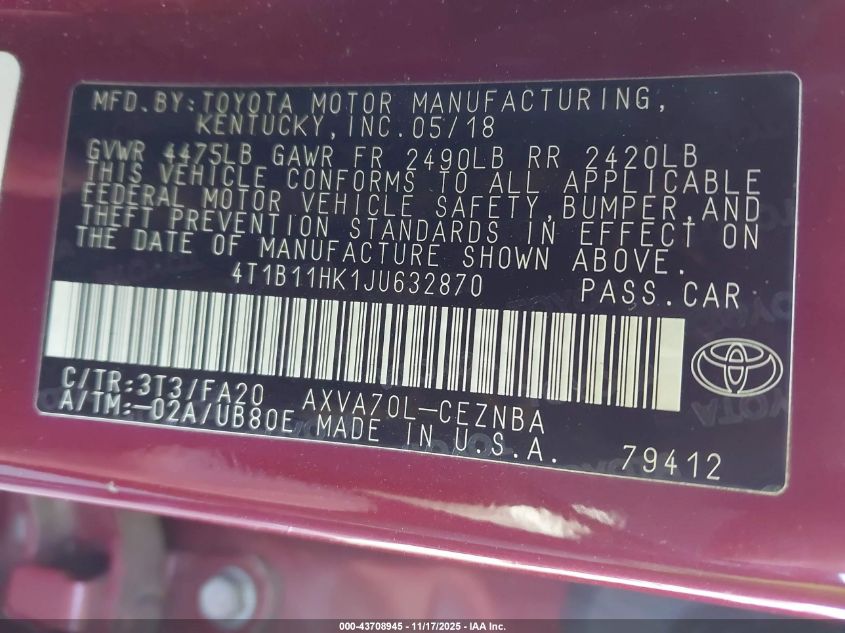 MFD. BY: TOYOTA MOTOR MANUFACTURING,
KENTUCKY, INC. 05/18
GVWR 4475LB GAWR FR 2490LB RR 2420LB
THIS VEHICLE CONFORMS TO ALL APPLICABLE
FEDERAL MOTOR VEHICLE SAFETY, BUMPER, AND
THEFT PREVENTION STANDARDS IN EFFECT ON
THE DATE OF MANUFACTURE SHOWN ABOVE.
4T1B11HK1JU632870 PASS. CAR
C/TR: 3T3/FA20 AXVA70L-CEZNBA
A/TM: -02A/UB80E MADE IN U.S.A. 79412
000-43708945 - 11/17/2025 - IAA Inc.